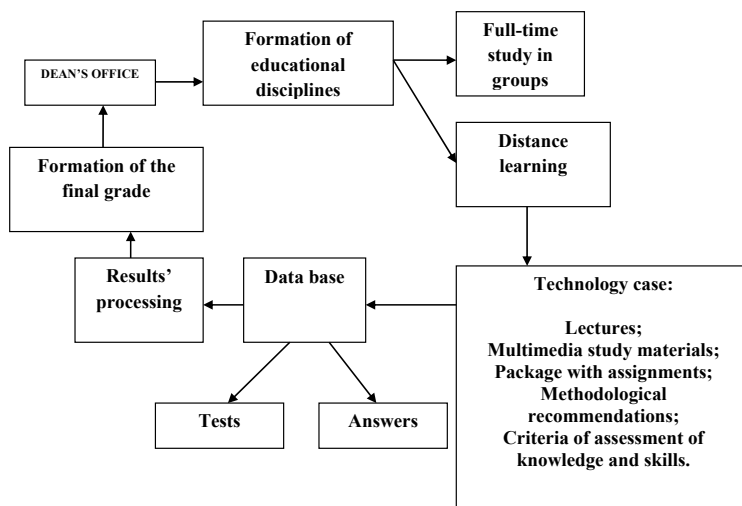 Formation of
educational
disciplines
Full-time
study in
groups
DEAN'S OFFICE
Distance
learning
Formation of the
final grade
Results'
processing
Data base
Technology case:
Lectures;
Multimedia study materials;
Package with assignments;
Methodological
recommendations;
Criteria of assessment of
knowledge and skills.
Tests
Answers